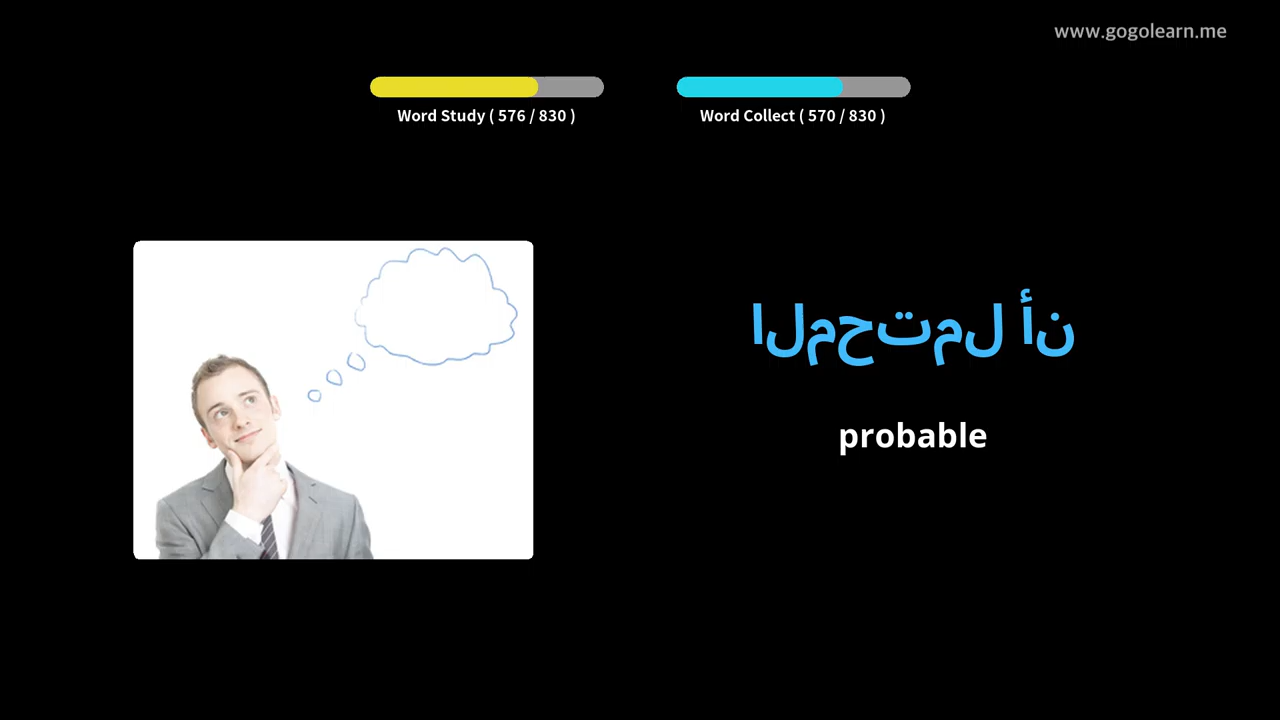 www.gogolearn.me
Word Study ( 576 / 830 )
Word Collect ( 570 / 830 )
المحتمل أن
probable